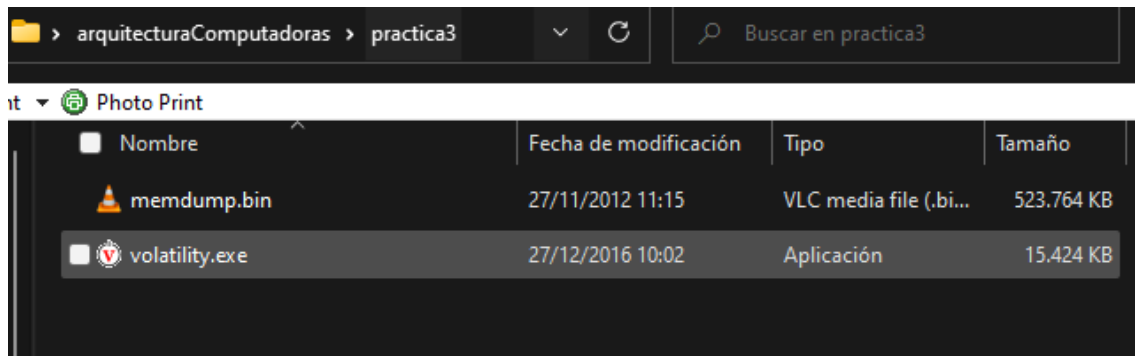 arquitecturaComputadoras > practica3 Buscar en practica3
nt Photo Print
Nombre Fecha de modificación Tipo Tamaño
memdump.bin 27/11/2012 11:15 VLC media file (.bi... 523.764 KB
volatility.exe 27/12/2016 10:02 Aplicación 15.424 KB